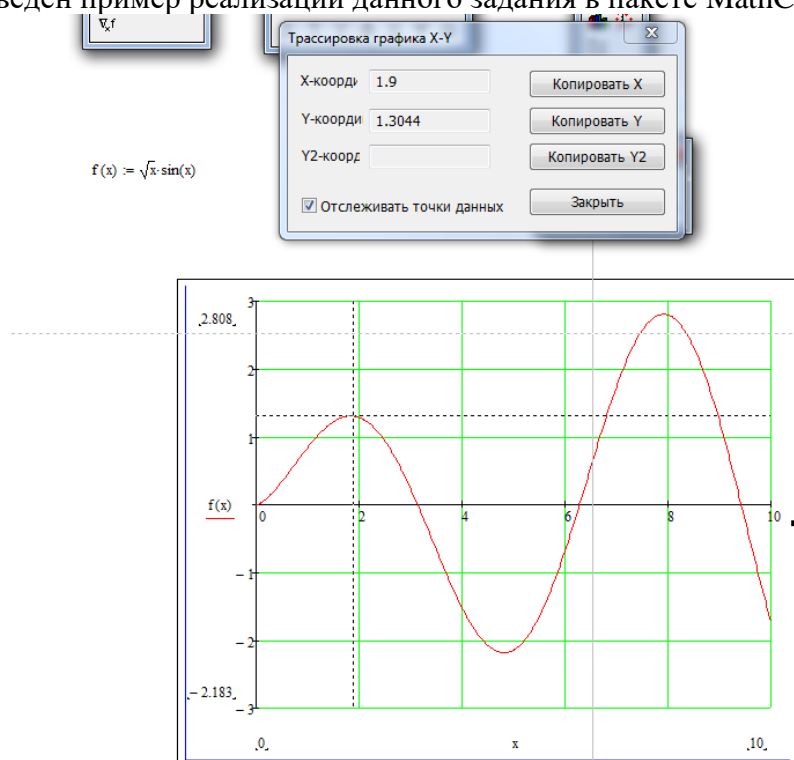 веден пример реализации данного задания в пакете MathC
∇xf
Трассировка графика X-Y
X-коорди 1.9 Копировать X
Y-коорди 1.3044 Копировать Y
Y2-коорд Копировать Y2
Отслеживать точки данных Закрыть
f(x) := √x·sin(x)
3
2.808
2
1
f(x)
0 2 4 6 8 10
−1
−2
−2.183
−3
0 x 10